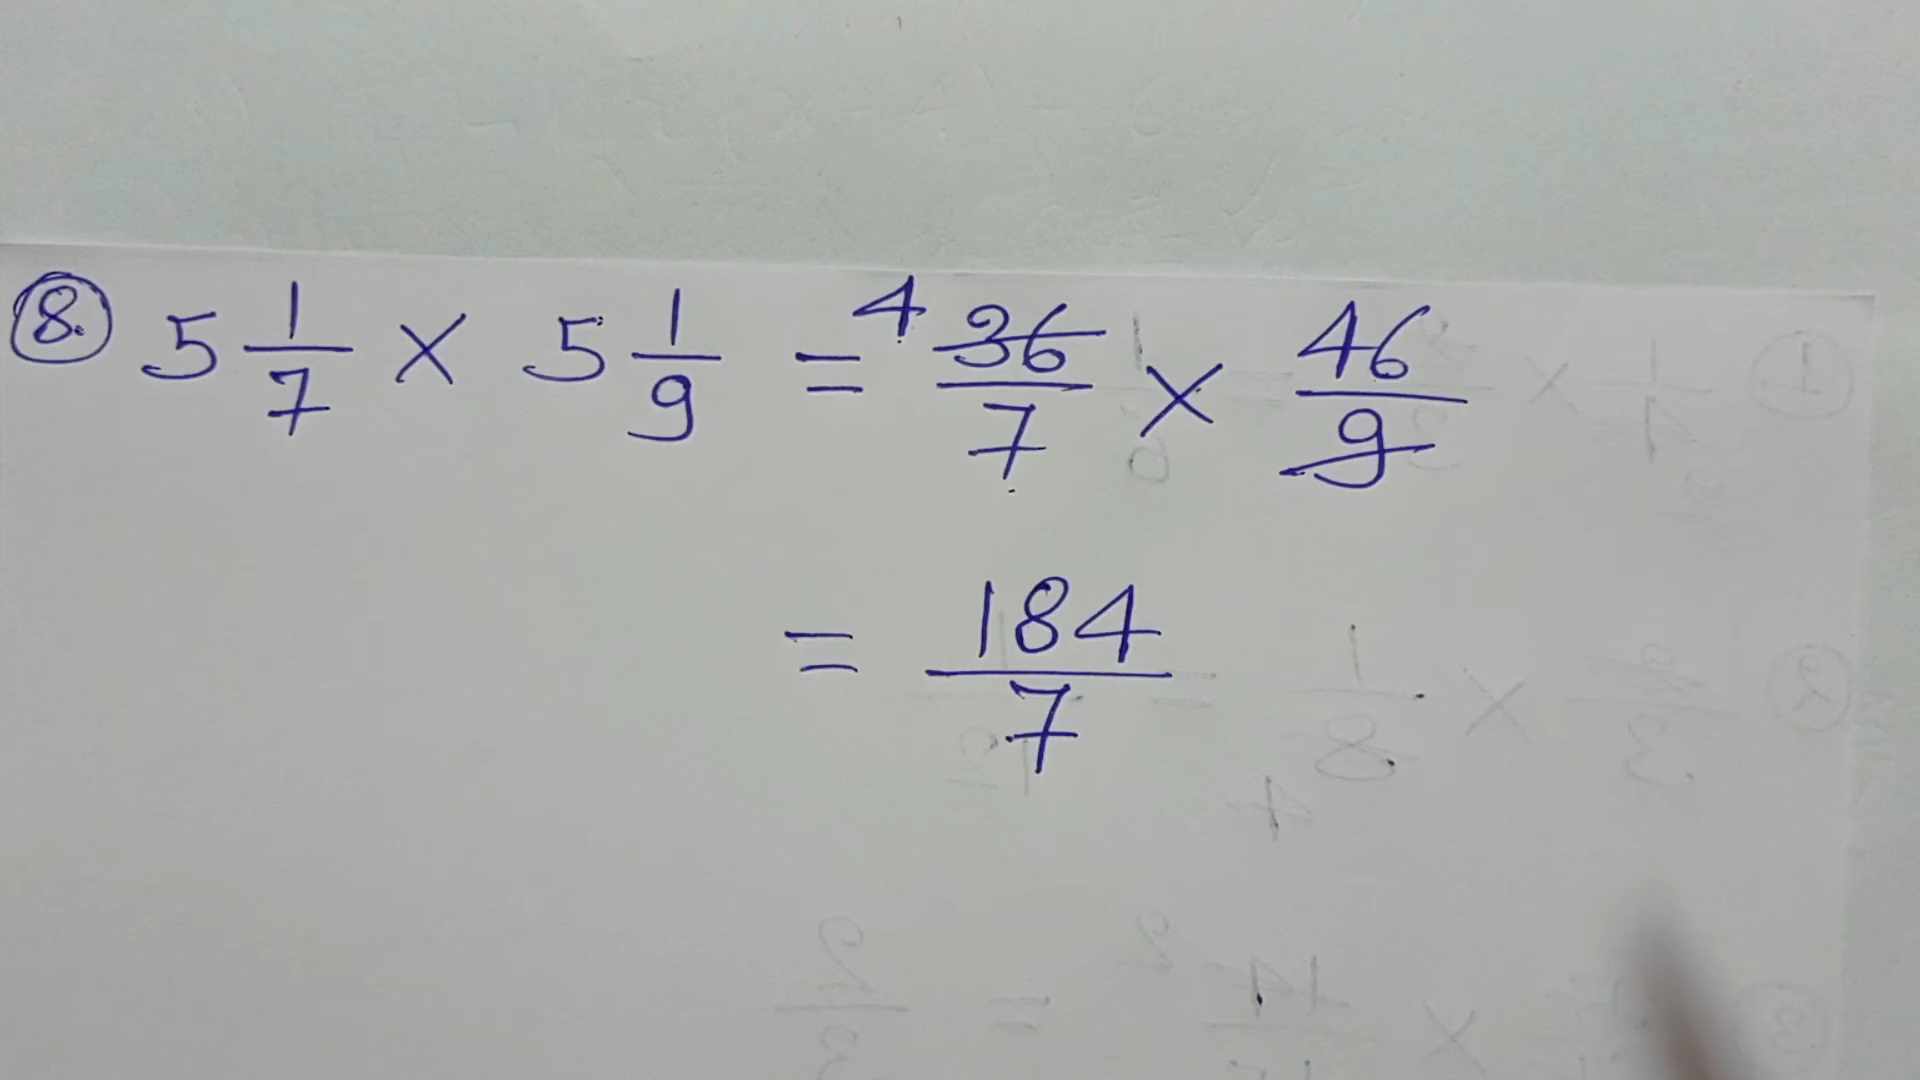 8. 5 1/7 × 5 1/9 = 4 36/7 × 46/9
= 184/7